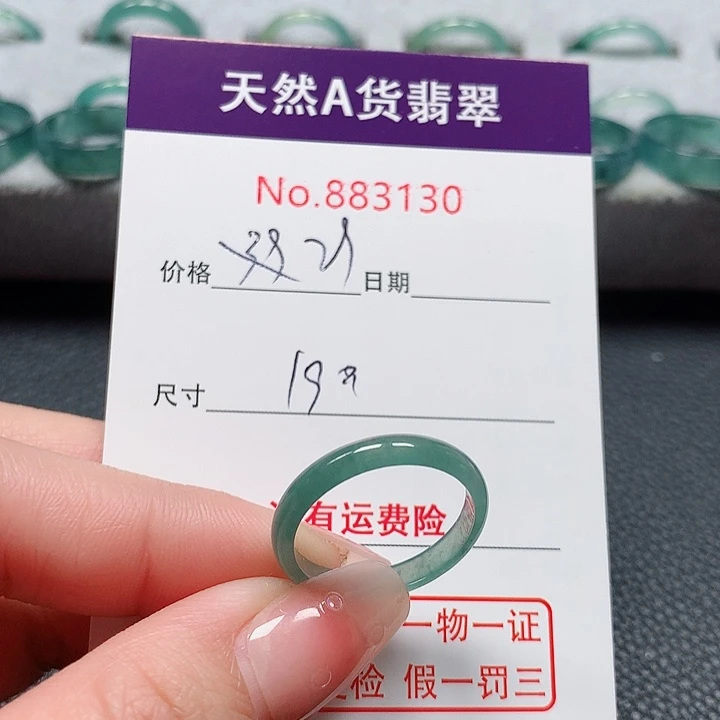 天然A货翡翠
No.883130
价格 日期
尺寸 19
有运费险
一物一证
检 假一罚三